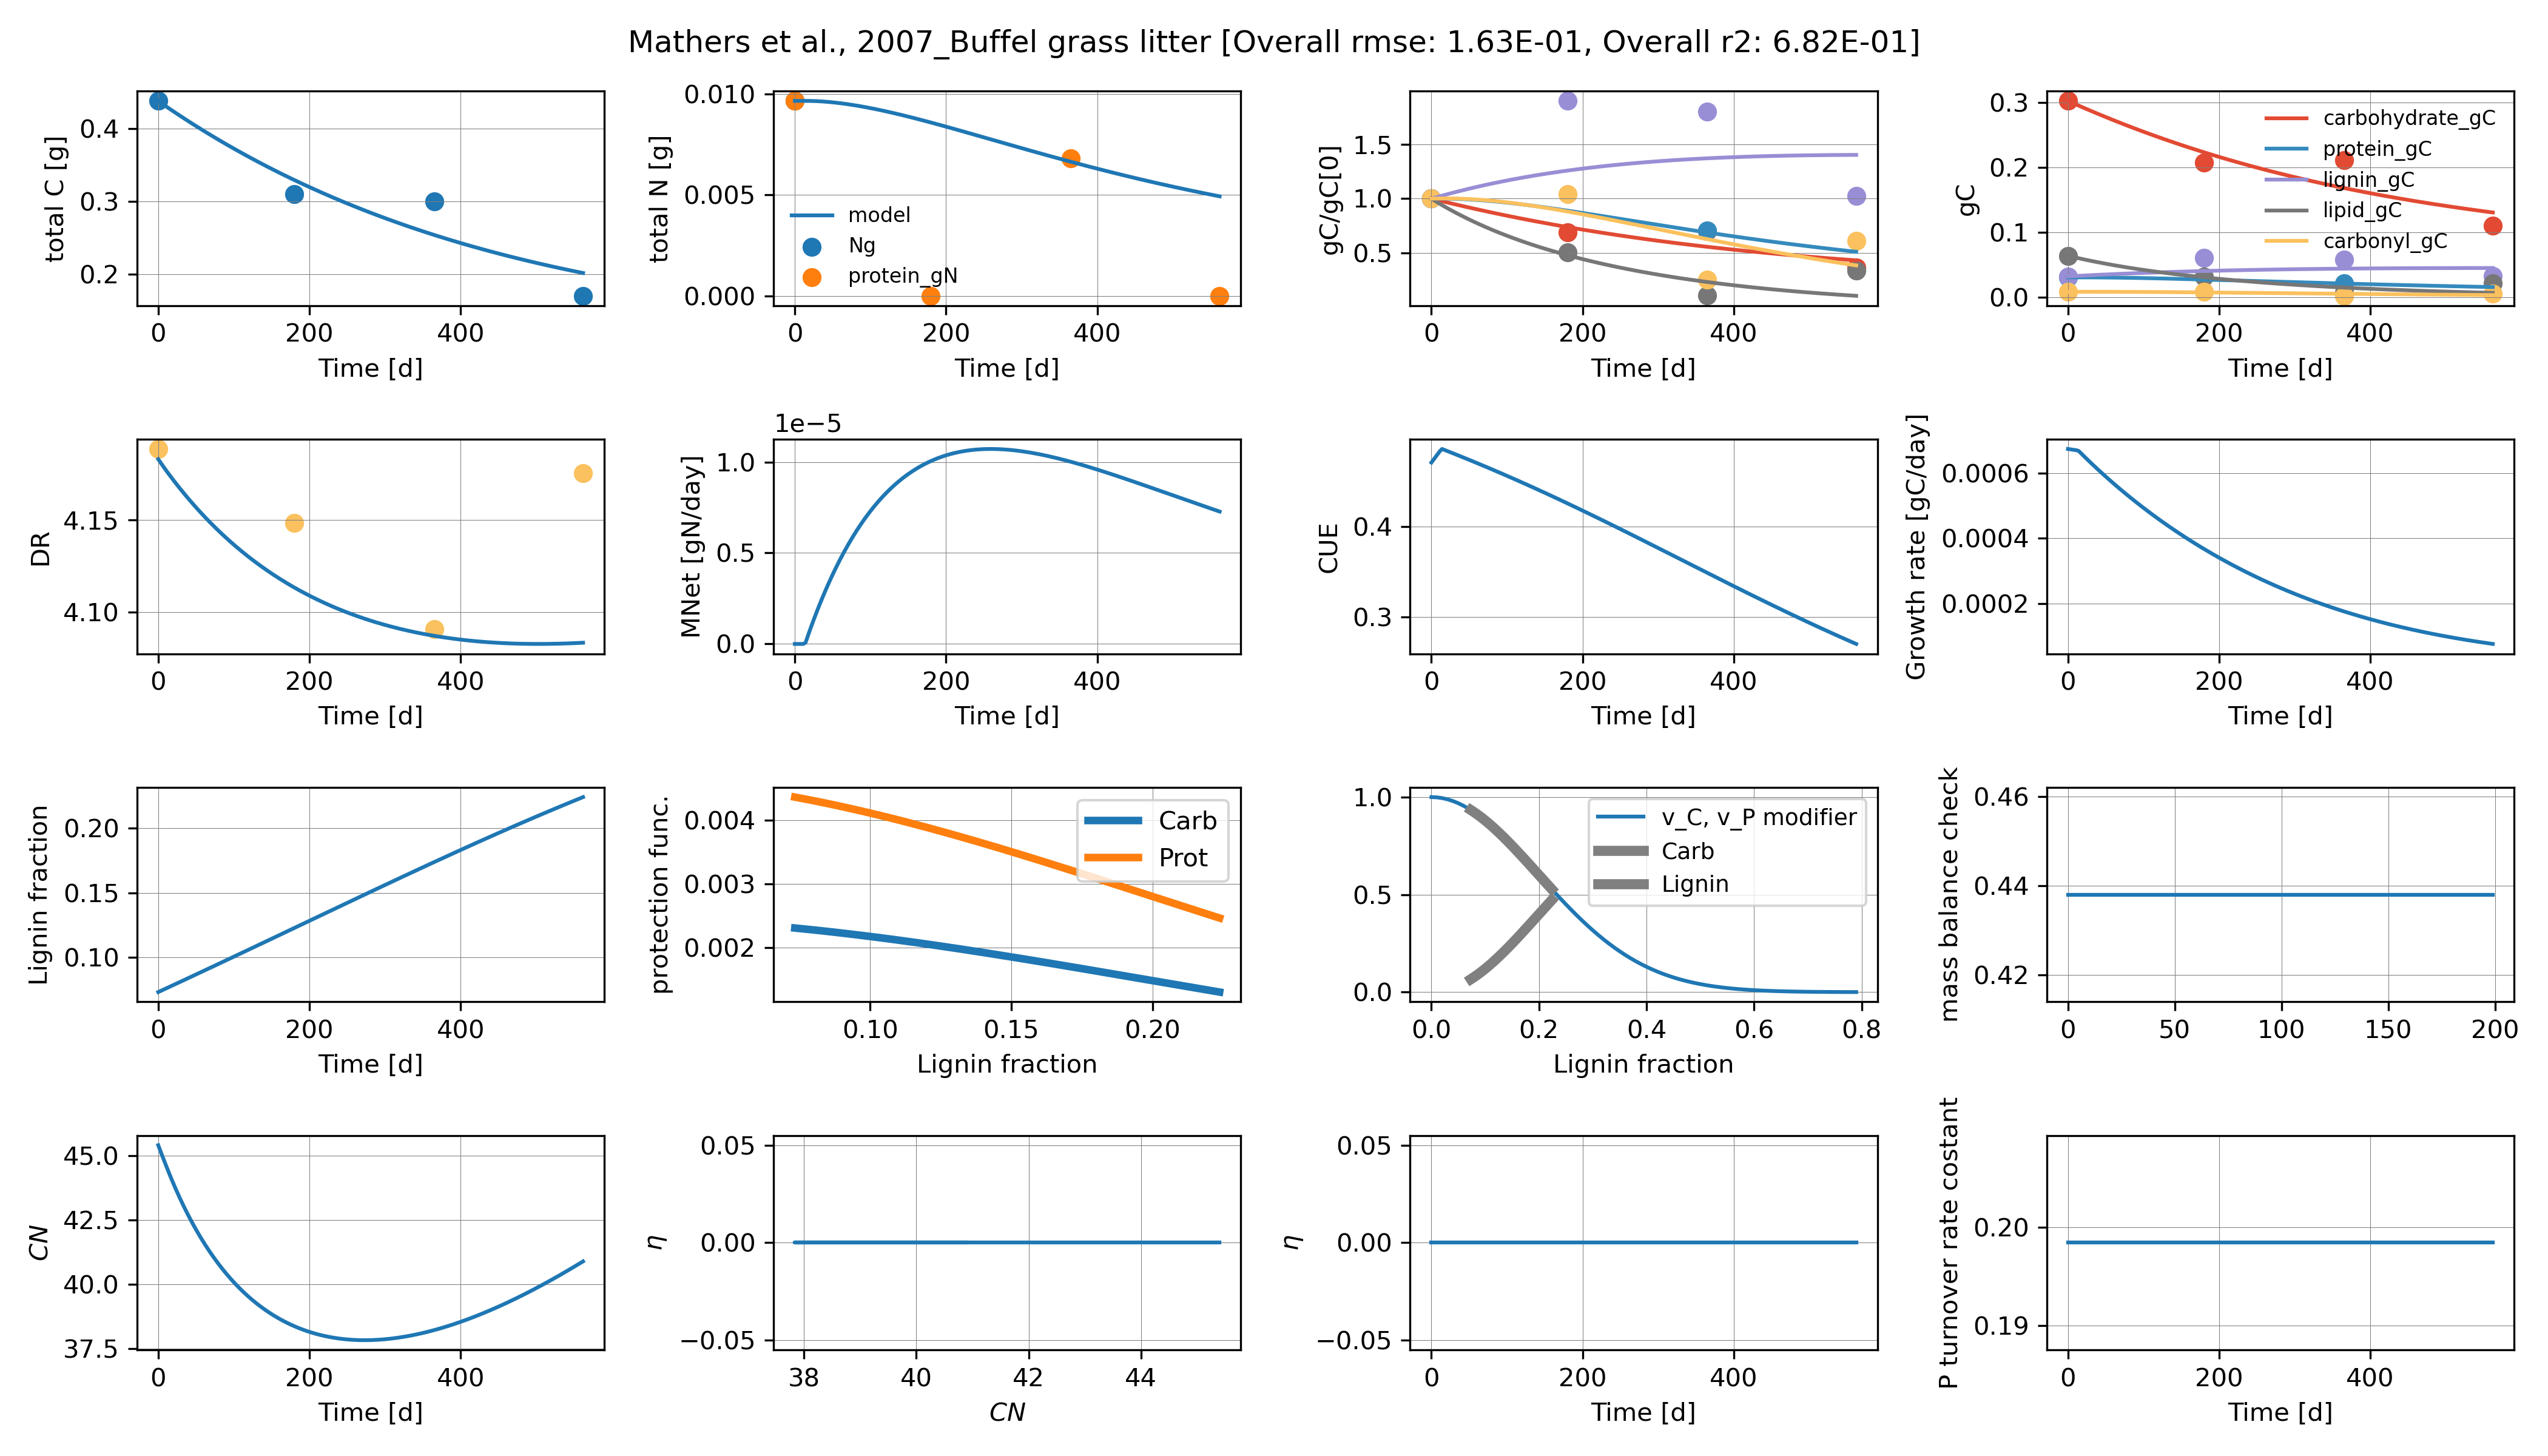 Mathers et al., 2007_Buffel grass litter [Overall rmse: 1.63E-01, Overall r2: 6.82E-01]
total C [g]
0.4
0.3
0.2
0 200 400
Time [d]
total N [g]
0.010
0.005
0.000
model
Ng
protein_gN
0 200 400
Time [d]
gC/gC[0]
1.5
1.0
0.5
0 200 400
Time [d]
gC
0.3
0.2
0.1
0.0
carbohydrate_gC
protein_gC
lignin_gC
lipid_gC
carbonyl_gC
0 200 400
Time [d]
DR
4.15
4.10
0 200 400
Time [d]
1e−5
MNet [gN/day]
1.0
0.5
0.0
0 200 400
Time [d]
CUE
0.4
0.3
0 200 400
Time [d]
Growth rate [gC/day]
0.0006
0.0004
0.0002
0 200 400
Time [d]
Lignin fraction
0.20
0.15
0.10
0 200 400
Time [d]
protection func.
0.004
0.003
0.002
Carb
Prot
0.10 0.15 0.20
Lignin fraction
1.0
0.5
0.0
v_C, v_P modifier
Carb
Lignin
0.0 0.2 0.4 0.6 0.8
Lignin fraction
mass balance check
0.46
0.44
0.42
0 50 100 150 200
CN
45.0
42.5
40.0
37.5
0 200 400
Time [d]
η
0.05
0.00
−0.05
38 40 42 44
CN
η
0.05
0.00
−0.05
0 200 400
Time [d]
P turnover rate costant
0.20
0.19
0 200 400
Time [d]